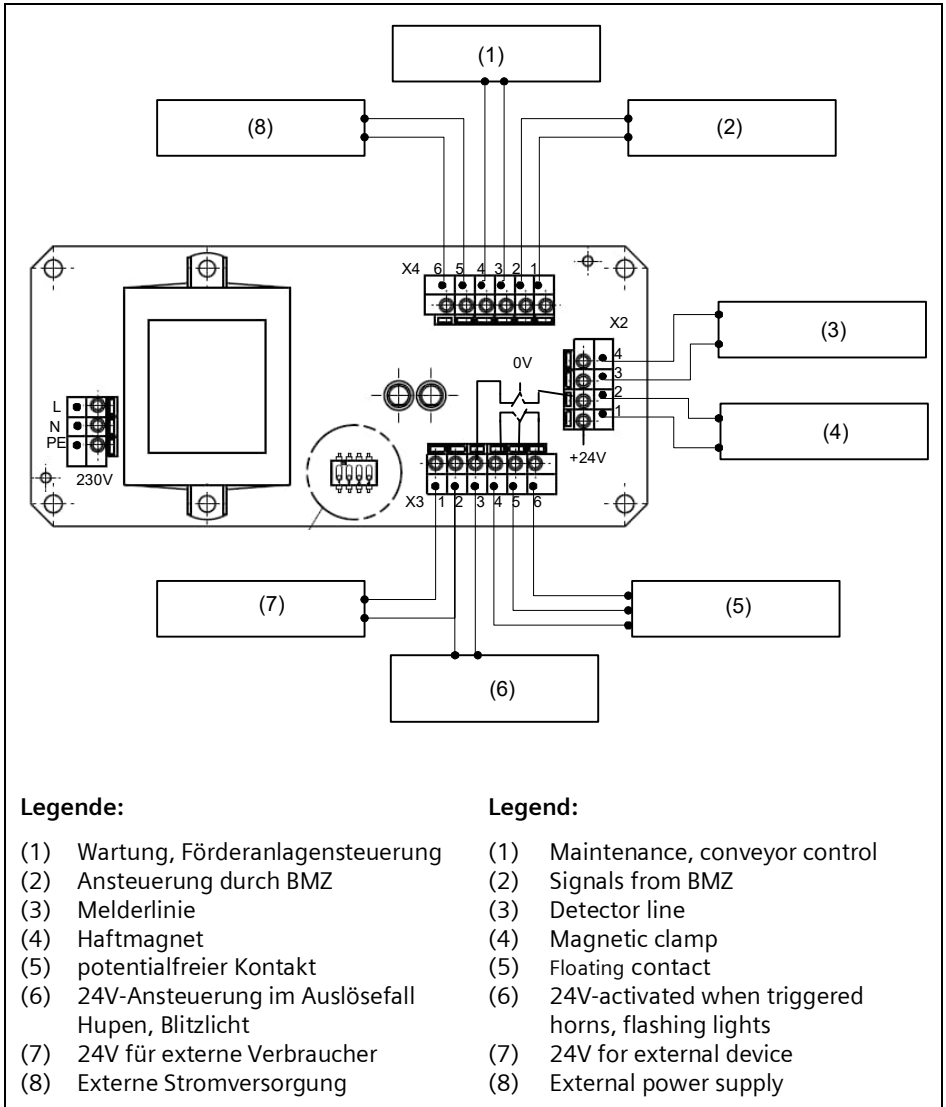 (1)
(8)
(2)
X4 6 5 4 3 2 1
X2
(3)
4
0V
3
2
L
1
(4)
N
PE
+24V
230V
X3 1 2 3 4 5 6
(7)
(5)
(6)
Legende:
(1) Wartung, Förderanlagensteuerung
(2) Ansteuerung durch BMZ
(3) Melderlinie
(4) Haftmagnet
(5) potentialfreier Kontakt
(6) 24V-Ansteuerung im Auslösefall
Hupen, Blitzlicht
(7) 24V für externe Verbraucher
(8) Externe Stromversorgung
Legend:
(1) Maintenance, conveyor control
(2) Signals from BMZ
(3) Detector line
(4) Magnetic clamp
(5) Floating contact
(6) 24V-activated when triggered
horns, flashing lights
(7) 24V for external device
(8) External power supply